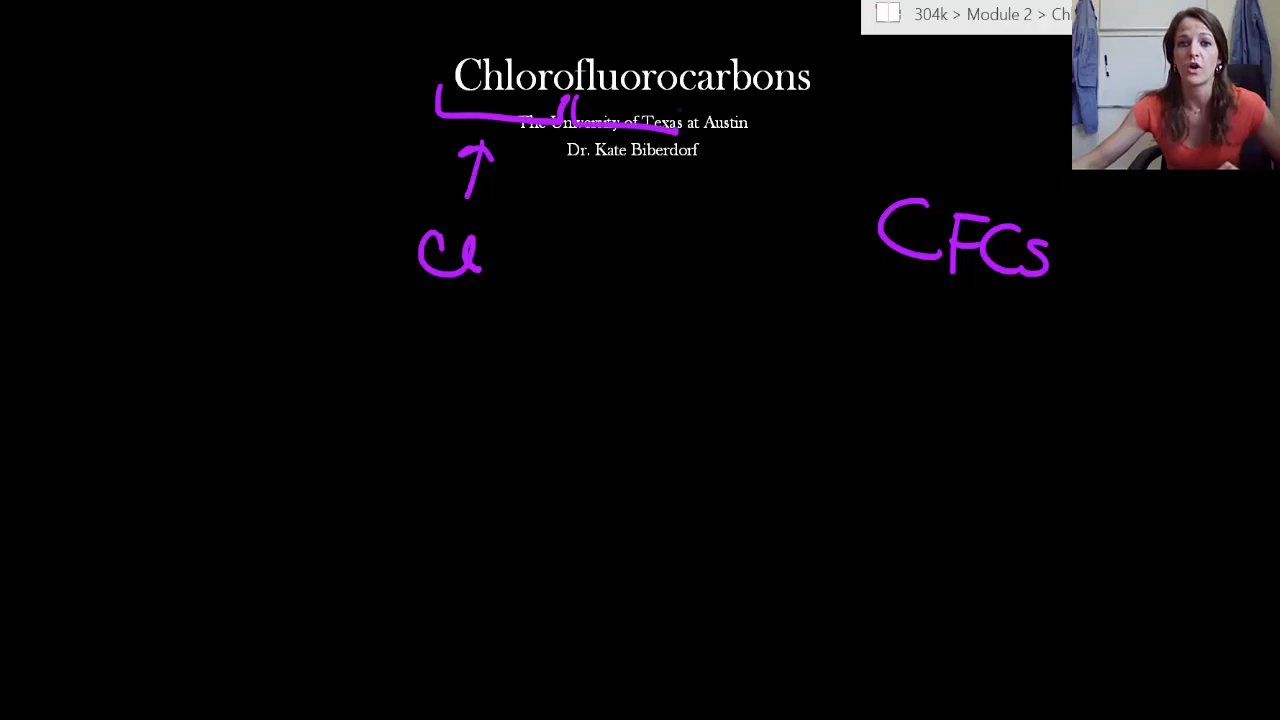 304k > Module 2 > Ch
Chlorofluorocarbons
The University of Texas at Austin
Dr. Kate Biberdorf
Cl
CFCs